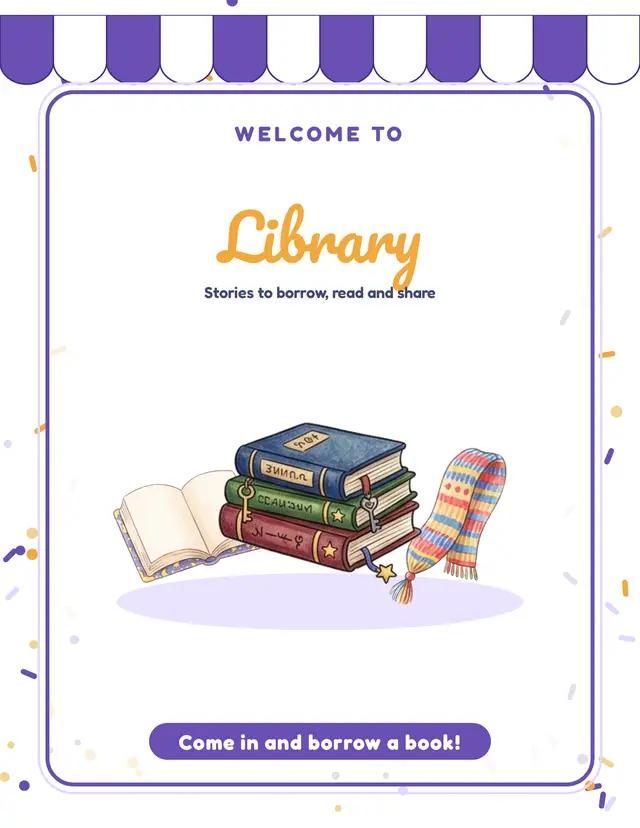 WELCOME TO
Library
Stories to borrow, read and share
Come in and borrow a book!